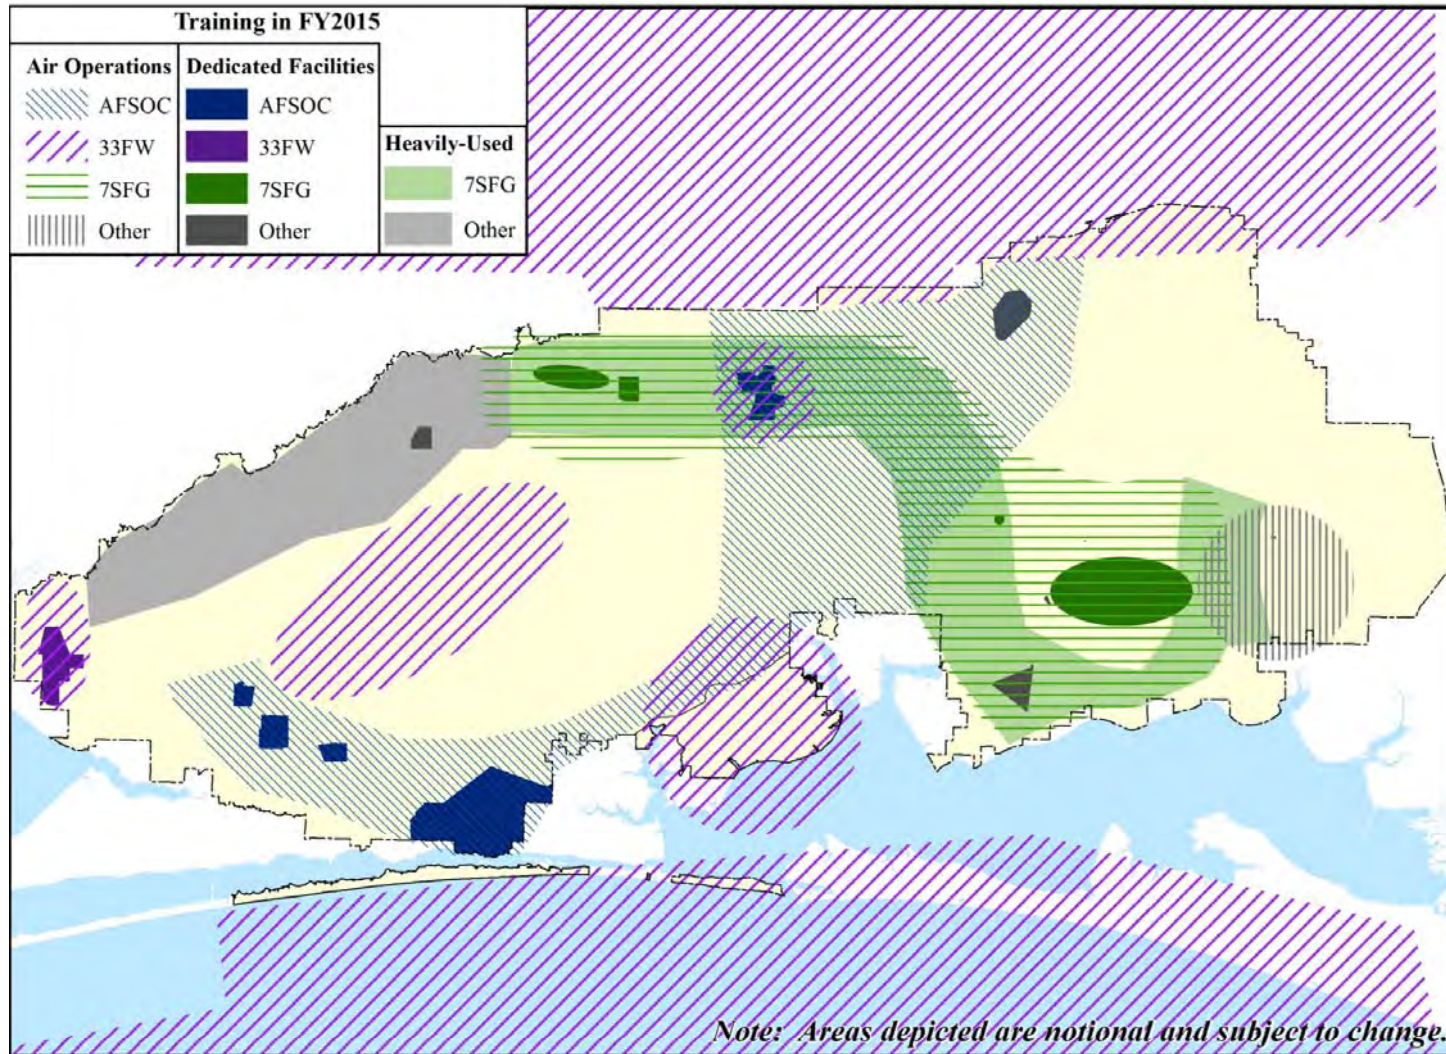 Training in FY2015
Air Operations
AFSOC
33FW
7SFG
Other
Dedicated Facilities
AFSOC
33FW
7SFG
Other
Heavily-Used
7SFG
Other
Note: Areas depicted are notional and subject to change.